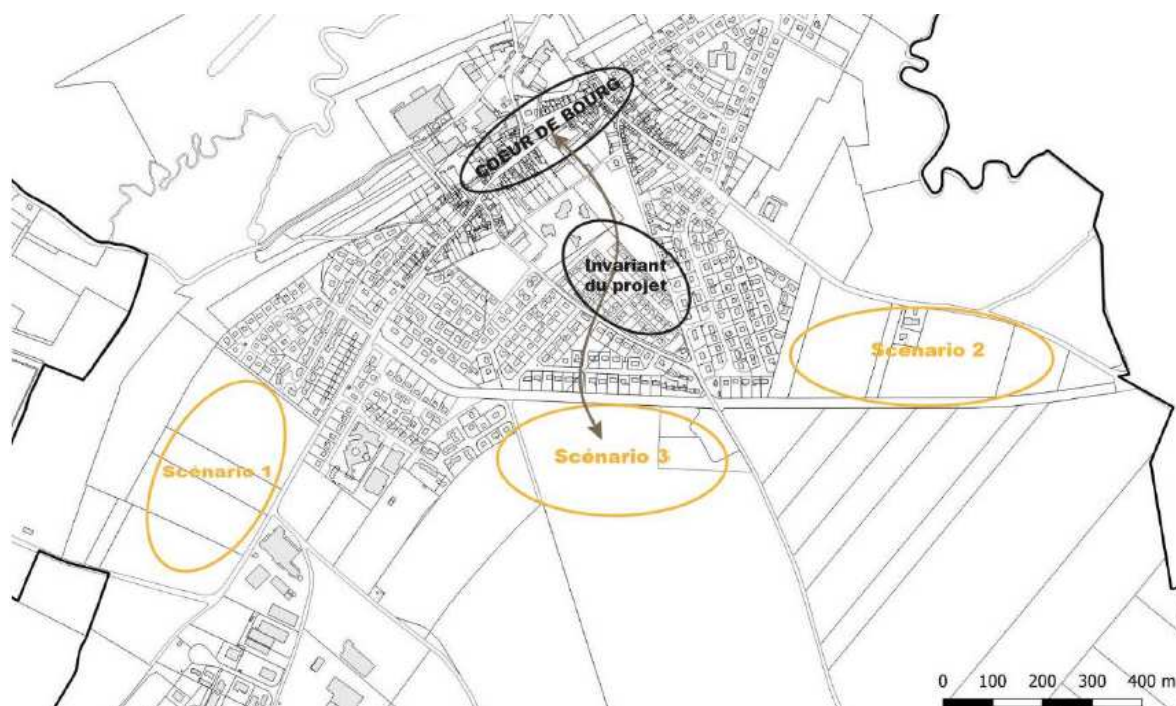 COEUR DE BOURG
Invariant
du projet
Scénario 2
Scénario 3
Scénario 1
0 100 200 300 400 m